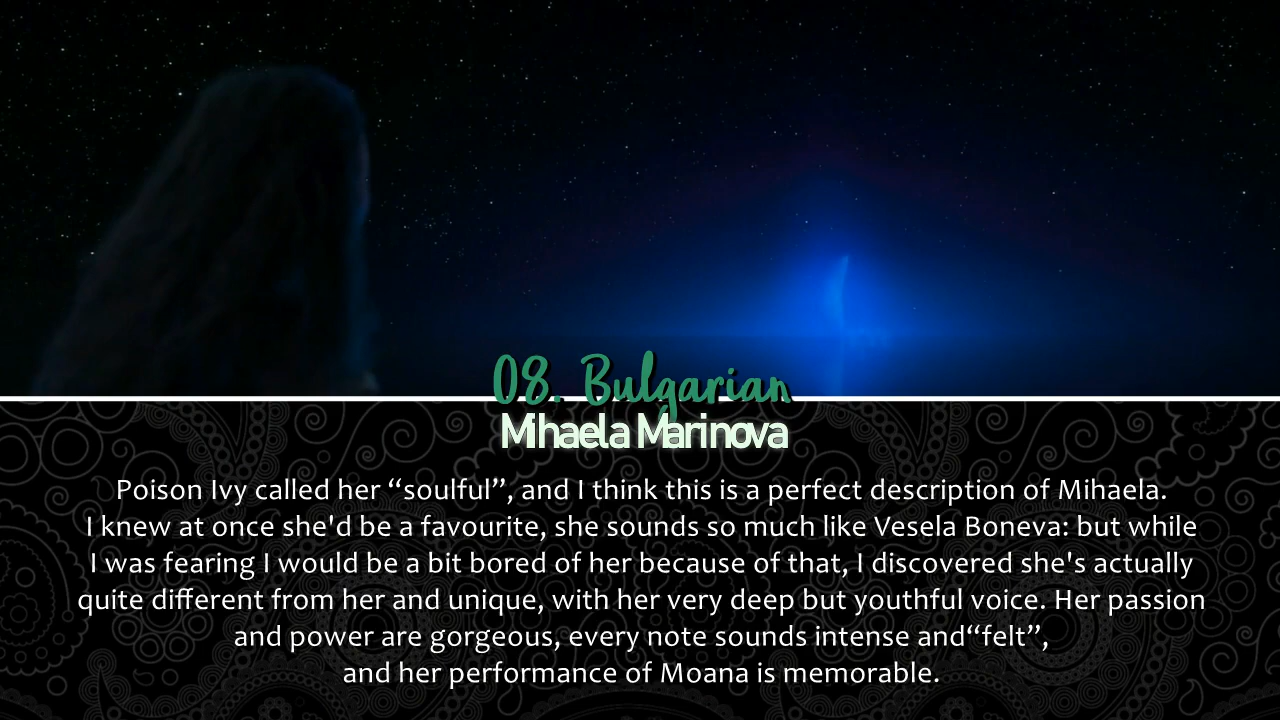 08. Bulgarian
Mihaela Marinova
Poison Ivy called her “soulful”, and I think this is a perfect description of Mihaela.
I knew at once she'd be a favourite, she sounds so much like Vesela Boneva: but while
I was fearing I would be a bit bored of her because of that, I discovered she's actually
quite different from her and unique, with her very deep but youthful voice. Her passion
and power are gorgeous, every note sounds intense and“felt”,
and her performance of Moana is memorable.